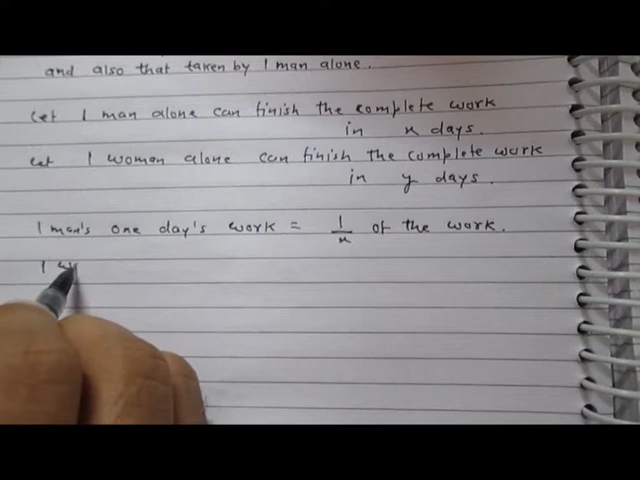 and also that taken by 1 man alone.
Let 1 man alone can finish the complete work
in x days.
Let 1 woman alone can finish the complete work
in y days.
1 man's one day's work = 1/x of the work.
1 w